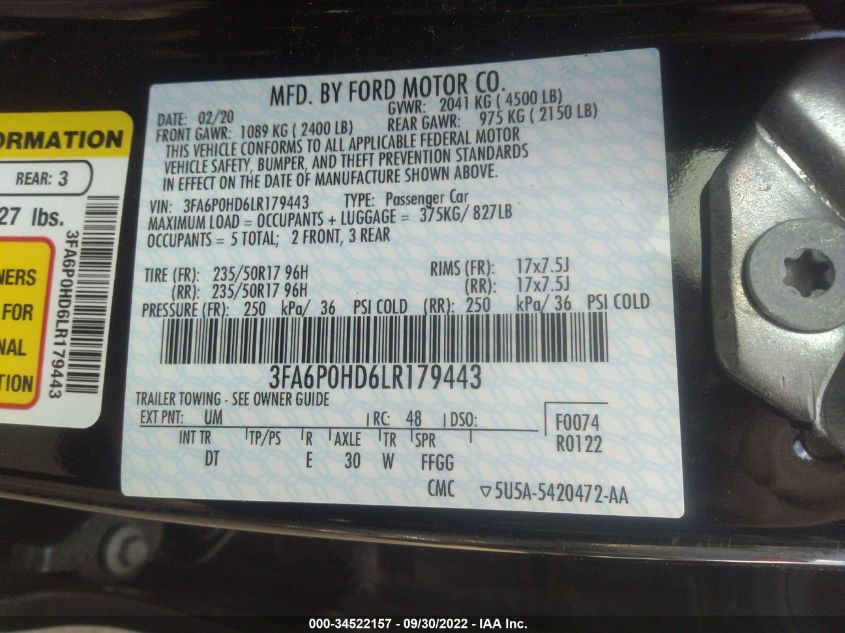 MFD. BY FORD MOTOR CO.
DATE: 02/20 GVWR: 2041 KG ( 4500 LB)
FRONT GAWR: 1089 KG ( 2400 LB) REAR GAWR: 975 KG ( 2150 LB)
THIS VEHICLE CONFORMS TO ALL APPLICABLE FEDERAL MOTOR
VEHICLE SAFETY, BUMPER, AND THEFT PREVENTION STANDARDS
IN EFFECT ON THE DATE OF MANUFACTURE SHOWN ABOVE.
VIN: 3FA6P0HD6LR179443 TYPE: Passenger Car
MAXIMUM LOAD = OCCUPANTS + LUGGAGE = 375KG/ 827LB
OCCUPANTS = 5 TOTAL; 2 FRONT, 3 REAR
TIRE (FR): 235/50R17 96H RIMS (FR): 17x7.5J
(RR): 235/50R17 96H (RR): 17x7.5J
PRESSURE (FR): 250 kPa/ 36 PSI COLD (RR): 250 kPa/ 36 PSI COLD
3FA6P0HD6LR179443
TRAILER TOWING - SEE OWNER GUIDE
EXT PNT: UM RC: 48 DSO: F0074
R0122
INT TR TP/PS R AXLE TR SPR
DT E 30 W FFGG
CMC ▽5U5A-5420472-AA
ORMATION
REAR: 3
27 lbs.
NERS
FOR
NAL
TION
3FA6P0HD6LR179443
000-34522157 - 09/30/2022 - IAA Inc.